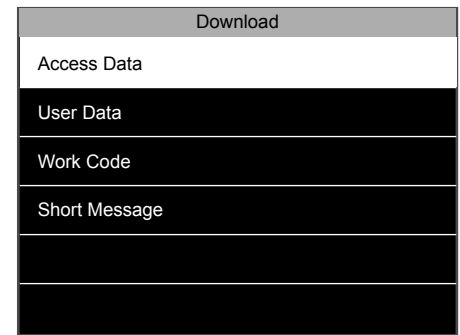 Download
Access Data
User Data
Work Code
Short Message